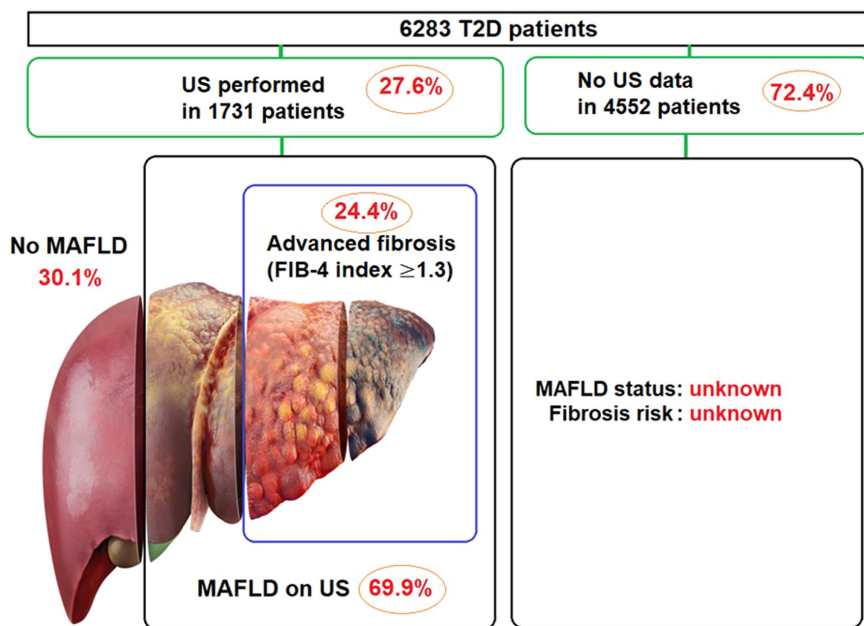 6283 T2D patients
US performed
in 1731 patients
27.6%
No US data
in 4552 patients
72.4%
No MAFLD
30.1%
24.4%
Advanced fibrosis
(FIB-4 index ≥1.3)
MAFLD status: unknown
Fibrosis risk : unknown
MAFLD on US 69.9%